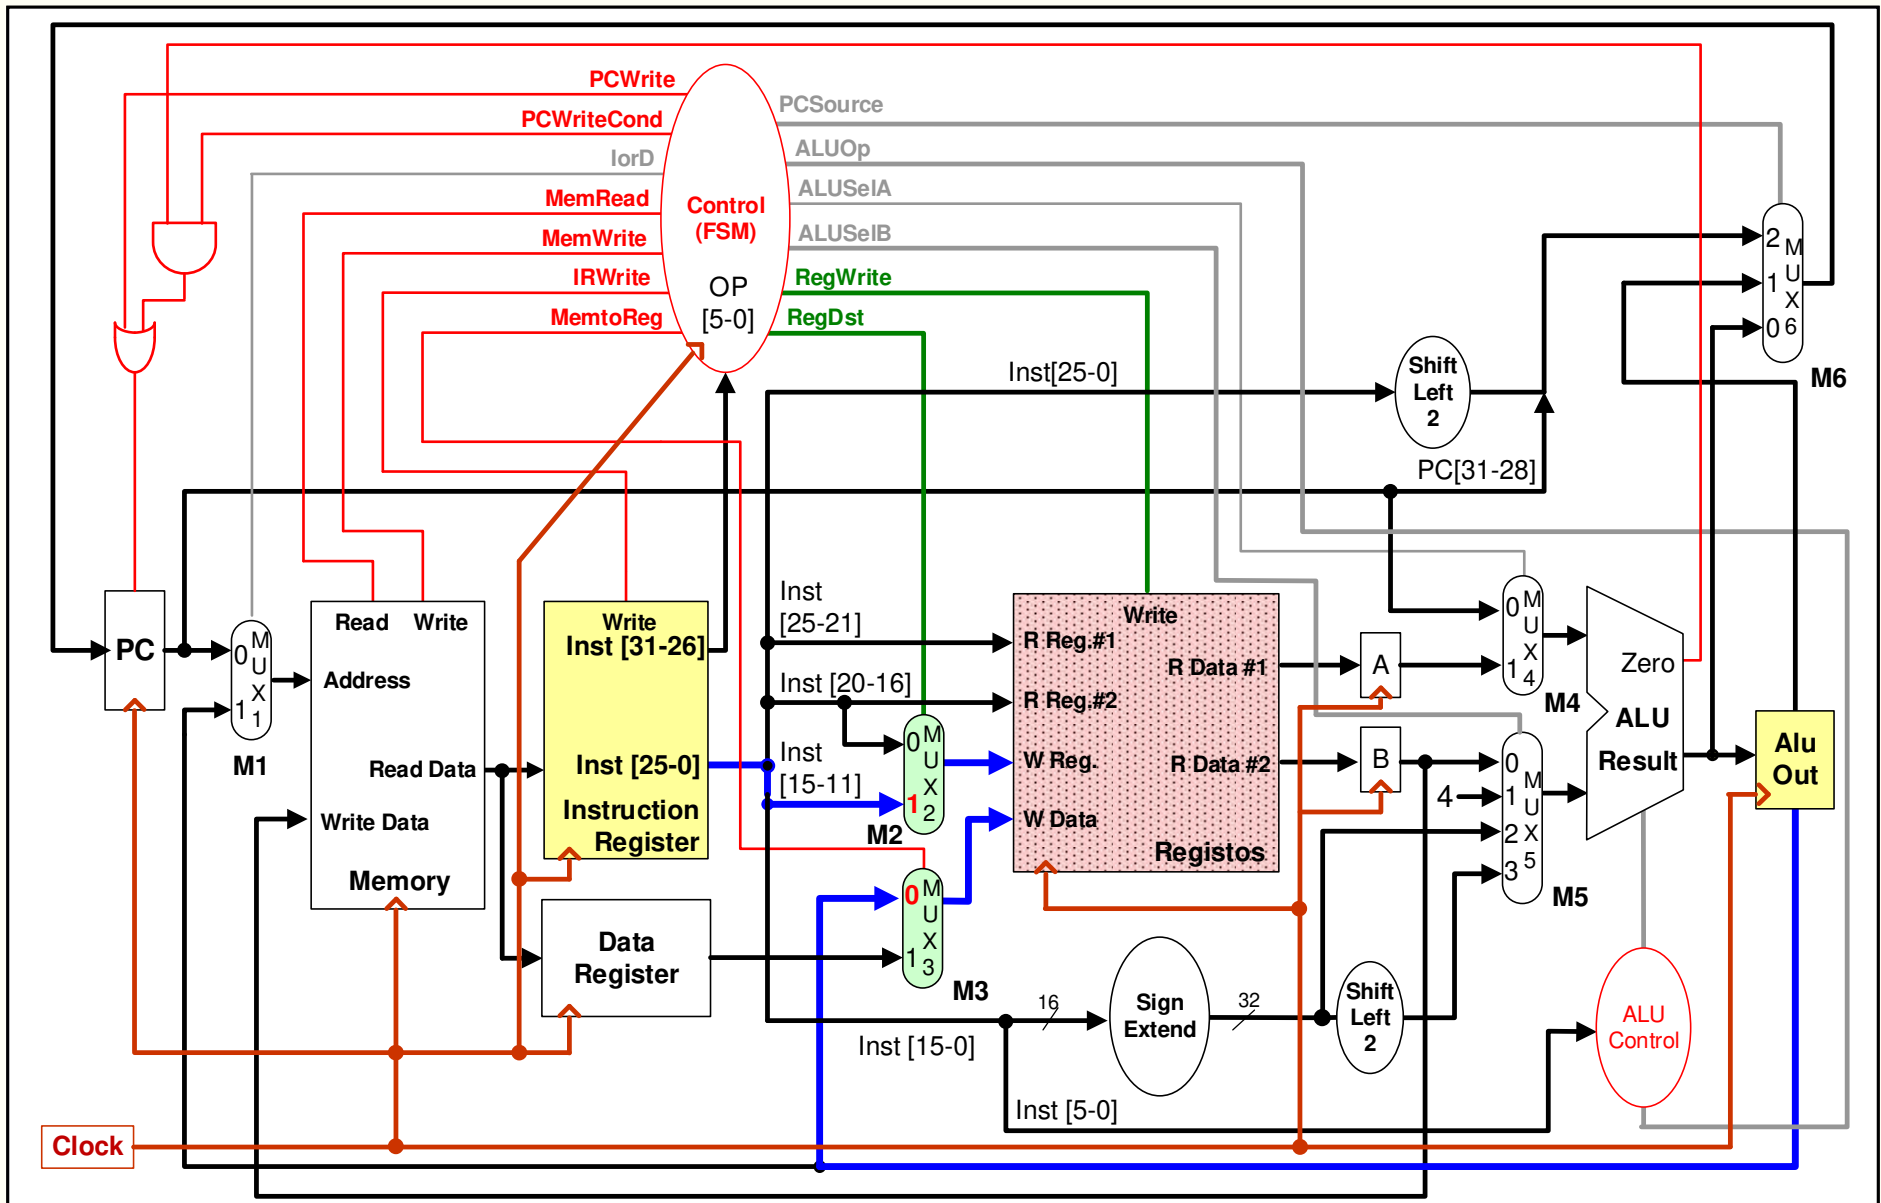 PCWrite
PCWriteCond
IorD
MemRead
MemWrite
IRWrite
MemtoReg
Control
(FSM)
OP
[5-0]
PCSource
ALUOp
ALUSelA
ALUSelB
RegWrite
RegDst
Inst[25-0]
Shift
Left
2
PC[31-28]
2
1
0
M
U
X
6
M6
PC
0
1
M
U
X
1
M1
Read
Write
Address
Read Data
Write Data
Memory
Write
Inst [31-26]
Inst [25-0]
Instruction
Register
Data
Register
Inst
[25-21]
Inst [20-16]
Inst
[15-11]
0
1
M
U
X
2
M2
0
1
M
U
X
3
M3
Write
R Reg.#1
R Reg.#2
W Reg.
W Data
R Data #1
R Data #2
Registos
A
B
4
0
1
M
U
X
4
M4
0
1
2
3
M
U
X
5
M5
Zero
ALU
Result
Alu
Out
16
Sign
Extend
32
Shift
Left
2
ALU
Control
Inst [15-0]
Inst [5-0]
Clock